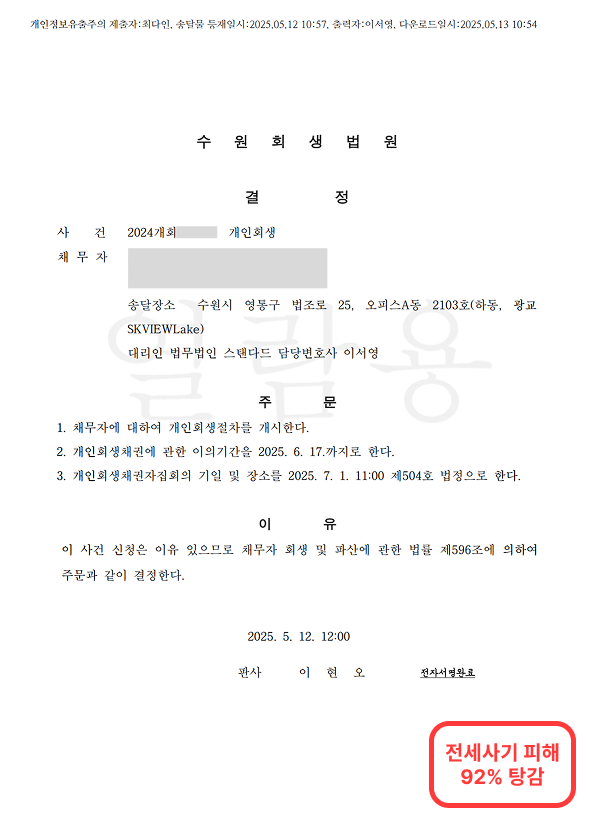 개인정보유출주의 제출자:최다인, 송달물 등재일시:2025.05.12 10:57, 출력자:이서영, 다운로드일시:2025.05.13 10:54
수 원 회 생 법 원
결 정
사 건 2024개회 개인회생
채 무 자
송달장소 수원시 영통구 법조로 25, 오피스A동 2103호(하동, 광교
SKVIEWLake)
대리인 법무법인 스탠다드 담당변호사 이서영
일람용
주 문
1. 채무자에 대하여 개인회생절차를 개시한다.
2. 개인회생채권에 관한 이의기간을 2025. 6. 17.까지로 한다.
3. 개인회생채권자집회의 기일 및 장소를 2025. 7. 1. 11:00 제504호 법정으로 한다.
이 유
이 사건 신청은 이유 있으므로 채무자 회생 및 파산에 관한 법률 제596조에 의하여
주문과 같이 결정한다.
2025. 5. 12. 12:00
판사 이 현 오 전자서명완료
전세사기 피해
92% 탕감